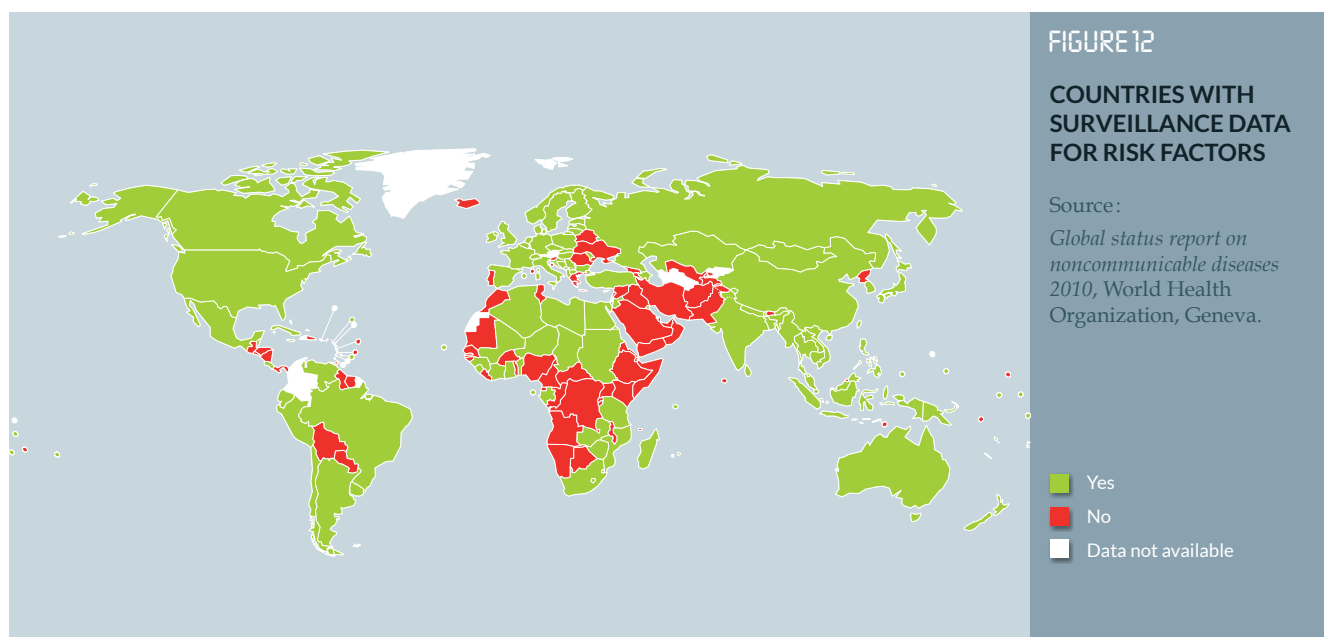 FIGURE 12
COUNTRIES WITH
SURVEILLANCE DATA
FOR RISK FACTORS
Source:
Global status report on
noncommunicable diseases
2010, World Health
Organization, Geneva.
Yes
No
Data not available